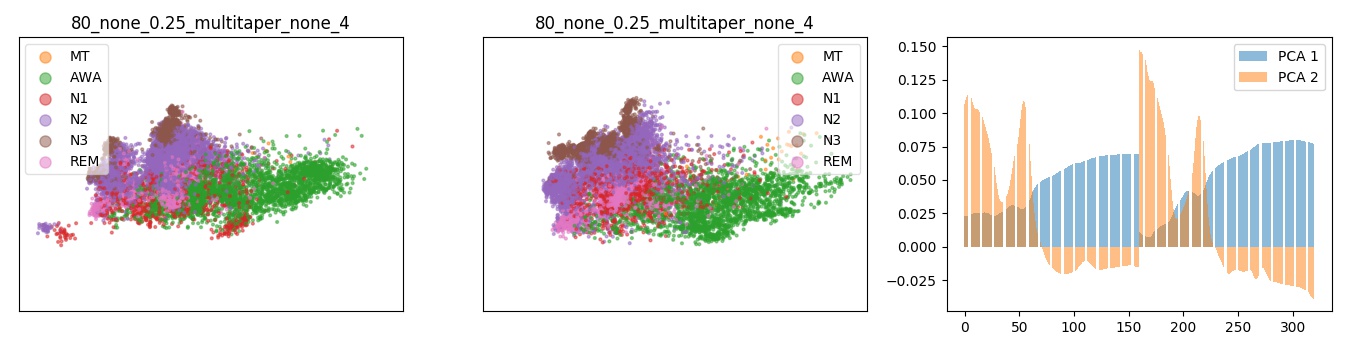 80_none_0.25_multitaper_none_4
MT
AWA
N1
N2
N3
REM
80_none_0.25_multitaper_none_4
MT
AWA
N1
N2
N3
REM
PCA 1
PCA 2
0.150
0.125
0.100
0.075
0.050
0.025
0.000
−0.025
0 50 100 150 200 250 300